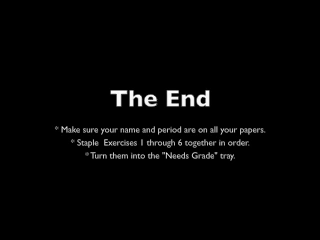 The End
* Make sure your name and period are on all your papers.
* Staple Exercises 1 through 6 together in order.
* Turn them into the "Needs Grade" tray.